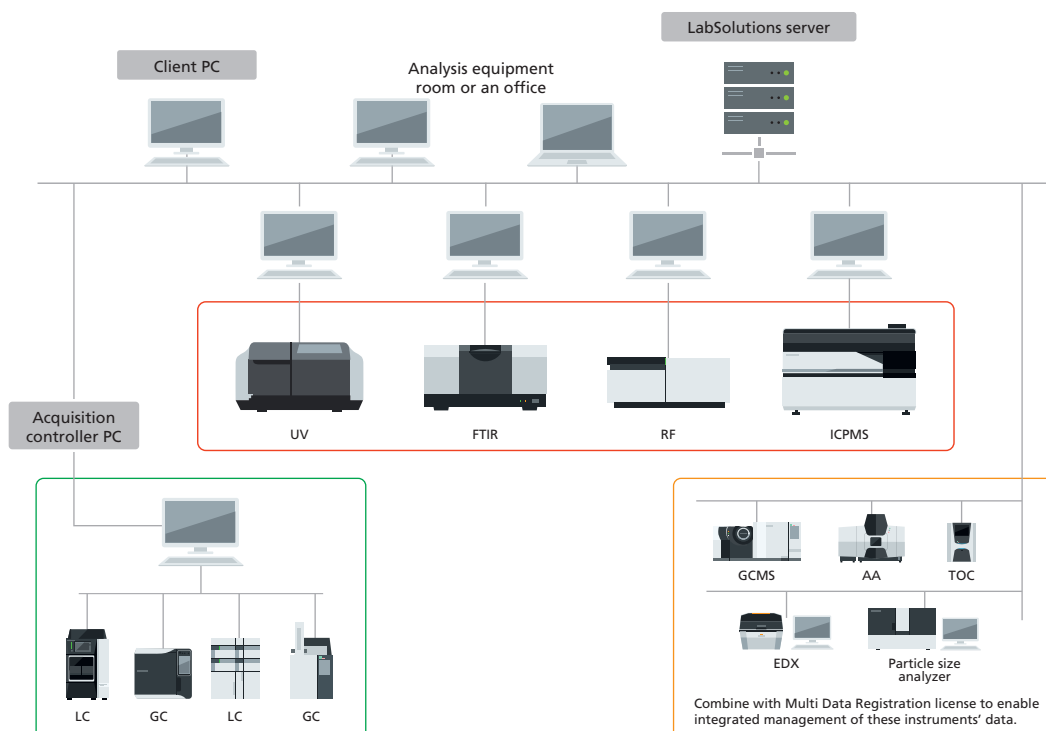 LabSolutions server
Client PC
Analysis equipment
room or an office
UV
FTIR
RF
ICPMS
Acquisition
controller PC
GCMS
AA
TOC
EDX
Particle size
analyzer
LC
GC
LC
GC
Combine with Multi Data Registration license to enable
integrated management of these instruments’ data.